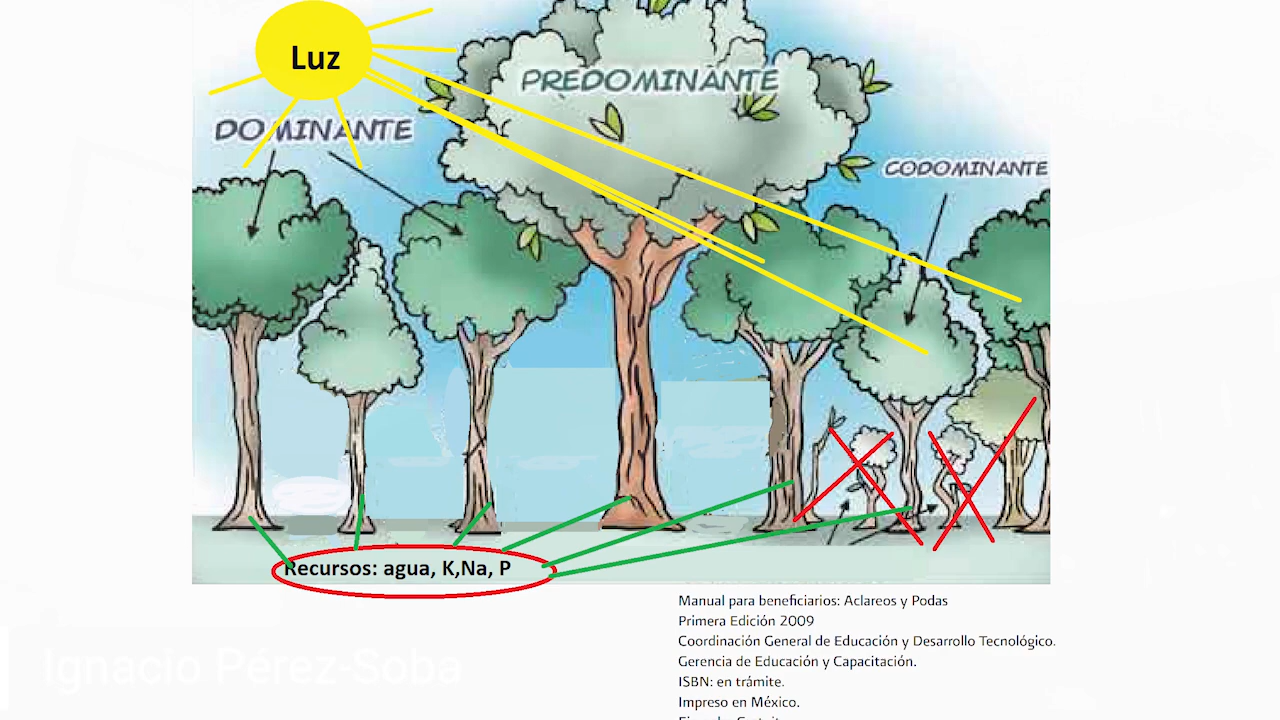 Luz
PREDOMINANTE
DOMINANTE
CODOMINANTE
Recursos: agua, K,Na, P
Manual para beneficiarios: Aclareos y Podas
Primera Edición 2009
Coordinación General de Educación y Desarrollo Tecnológico.
Gerencia de Educación y Capacitación.
ISBN: en trámite.
Impreso en México.
Ignacio Pérez-Soba